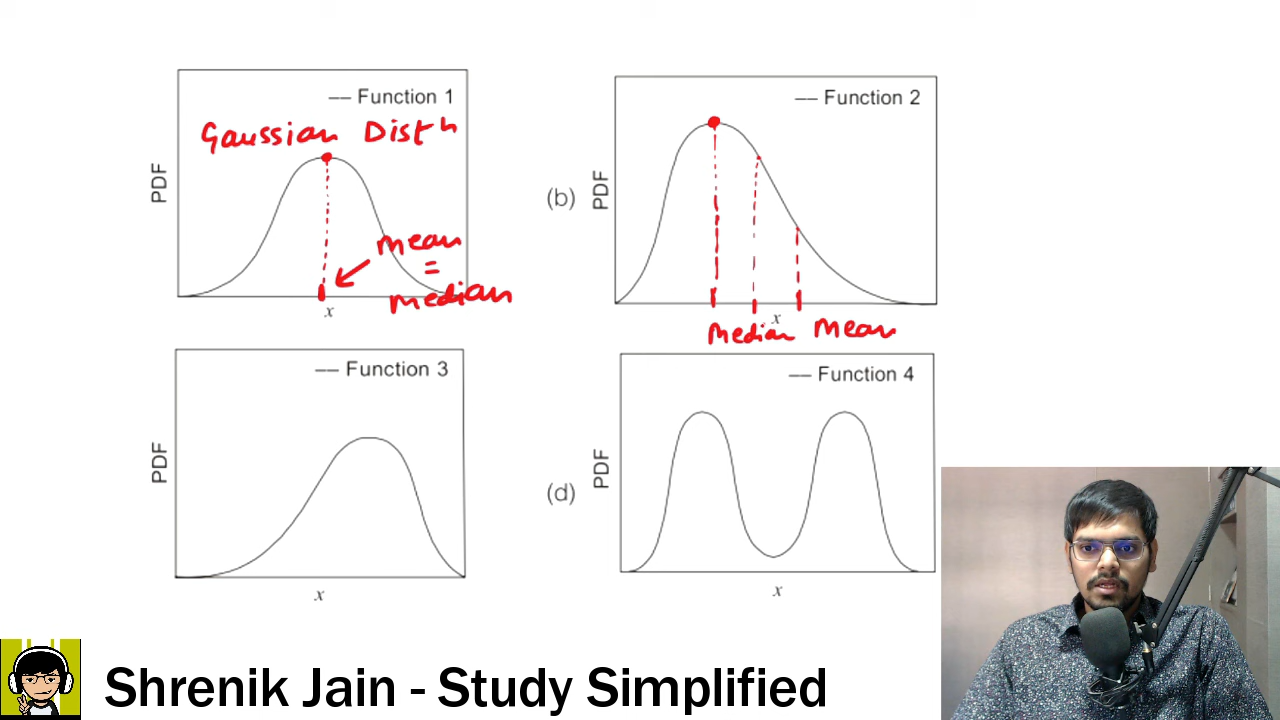 — Function 1
Gaussian Distn
PDF
mean
=
median
x
— Function 2
(b)
PDF
x
Median Mean
— Function 3
PDF
x
— Function 4
(d)
PDF
x
Shrenik Jain - Study Simplified